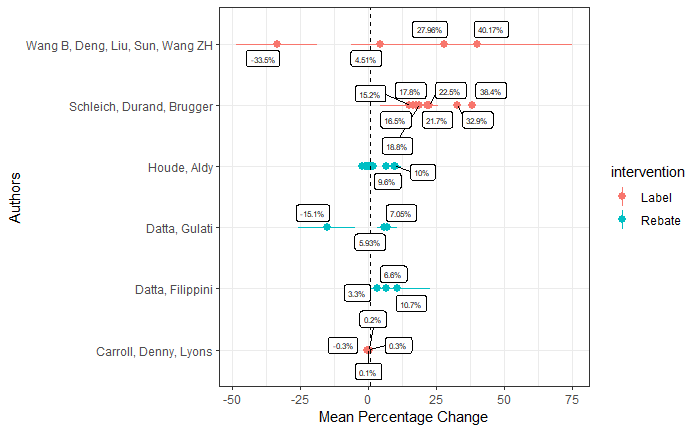 27.96%
40.17%
Wang B, Deng, Liu, Sun, Wang ZH
-33.5%
4.51%
15.2%
17.8%
22.5%
38.4%
Schleich, Durand, Brugger
16.5%
21.7%
32.9%
18.8%
Houde, Aldy
10%
9.6%
-15.1%
7.05%
Datta, Gulati
5.93%
6.6%
Datta, Filippini
3.3%
10.7%
0.2%
Carroll, Denny, Lyons
-0.3%
0.3%
0.1%
Authors
-50
-25
0
25
50
75
Mean Percentage Change
intervention
Label
Rebate